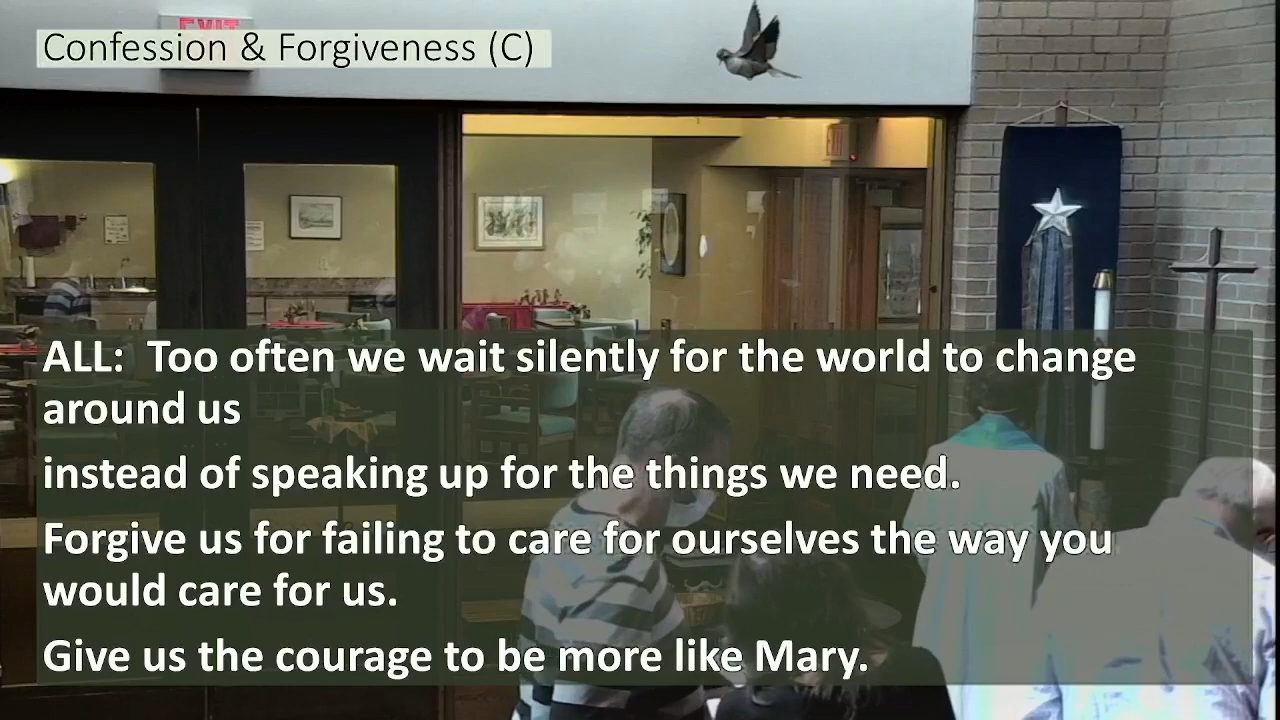 EXIT
Confession & Forgiveness (C)
ALL: Too often we wait silently for the world to change
around us
instead of speaking up for the things we need.
Forgive us for failing to care for ourselves the way you
would care for us.
Give us the courage to be more like Mary.